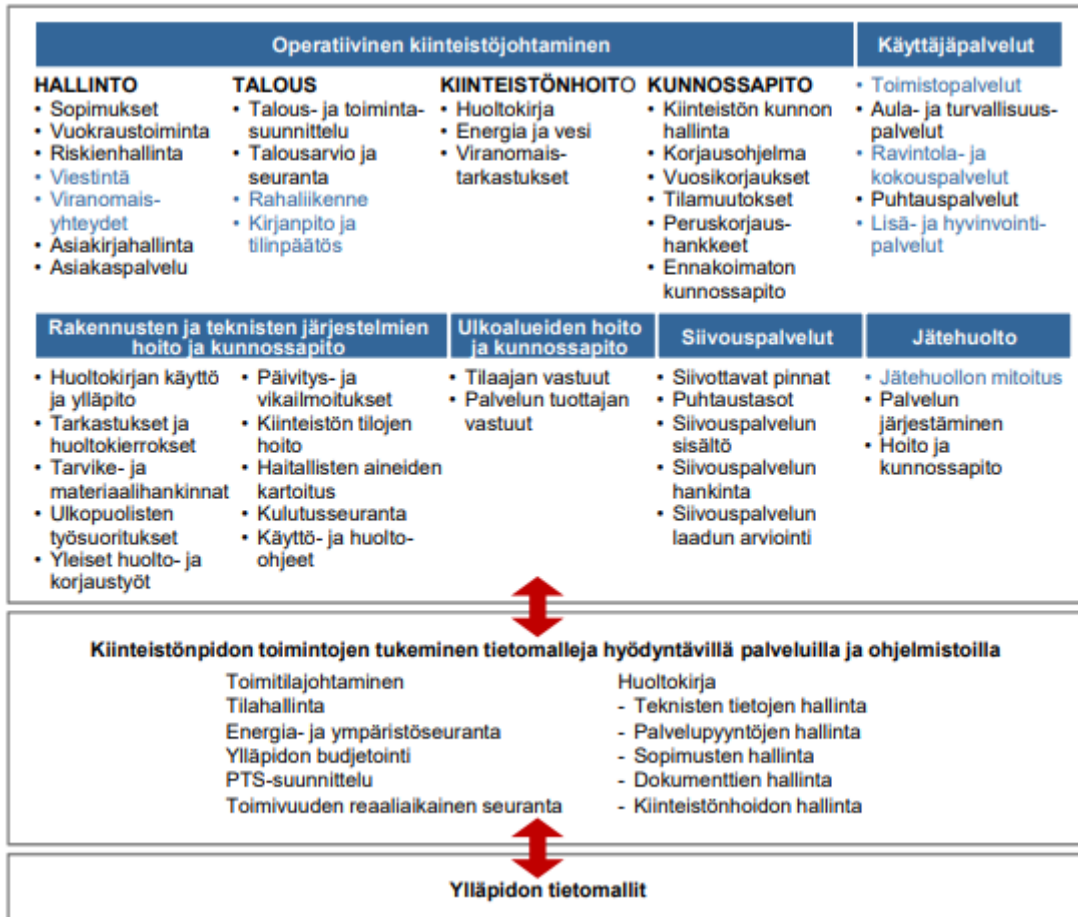 Operatiivinen kiinteistöjohtaminen
Käyttäjäpalvelut
HALLINTO
• Sopimukset
• Vuokraustoiminta
• Riskienhallinta
• Viestintä
• Viranomais-
yhteydet
• Asiakirjahallinta
• Asiakaspalvelu
TALOUS
• Talous- ja toiminta-
suunnittelu
• Talousarvio ja
seuranta
• Rahaliikenne
• Kirjanpito ja
tilinpäätös
KIINTEISTÖNHOITO
• Huoltokirja
• Energia ja vesi
• Viranomais-
tarkastukset
KUNNOSSAPITO
• Kiinteistön kunnon
hallinta
• Korjausohjelma
• Vuosikorjaukset
• Tilamuutokset
• Peruskorjaus-
hankkeet
• Ennakoimaton
kunnossapito
• Toimistopalvelut
• Aula- ja turvallisuus-
palvelut
• Ravintola- ja
kokouspalvelut
• Puhtauspalvelut
• Lisä- ja hyvinvointi-
palvelut
Rakennusten ja teknisten järjestelmien
hoito ja kunnossapito
• Huoltokirjan käyttö
ja ylläpito
• Tarkastukset ja
huoltokierrokset
• Tarvike- ja
materiaalihankinnat
• Ulkopuolisten
työsuoritukset
• Yleiset huolto- ja
korjaustyöt
• Päivitys- ja
vikailmoitukset
• Kiinteistön tilojen
hoito
• Haitallisten aineiden
kartoitus
• Kulutusseuranta
• Käyttö- ja huolto-
ohjeet
Ulkoalueiden hoito
ja kunnossapito
• Tilaajan vastuut
• Palvelun tuottajan
vastuut
Siivouspalvelut
• Siivottavat pinnat
• Puhtaustasot
• Siivouspalvelun
sisältö
• Siivouspalvelun
hankinta
• Siivouspalvelun
laadun arviointi
Jätehuolto
• Jätehuollon mitoitus
• Palvelun
järjestäminen
• Hoito ja
kunnossapito
Kiinteistönpidon toimintojen tukeminen tietomalleja hyödyntävillä palveluilla ja ohjelmistoilla
Toimitilajohtaminen
Tilahallinta
Energia- ja ympäristöseuranta
Ylläpidon budjetointi
PTS-suunnittelu
Toimivuuden reaaliaikainen seuranta
Huoltokirja
- Teknisten tietojen hallinta
- Palvelupyyntöjen hallinta
- Sopimusten hallinta
- Dokumenttien hallinta
- Kiinteistönhoidon hallinta
Ylläpidon tietomallit